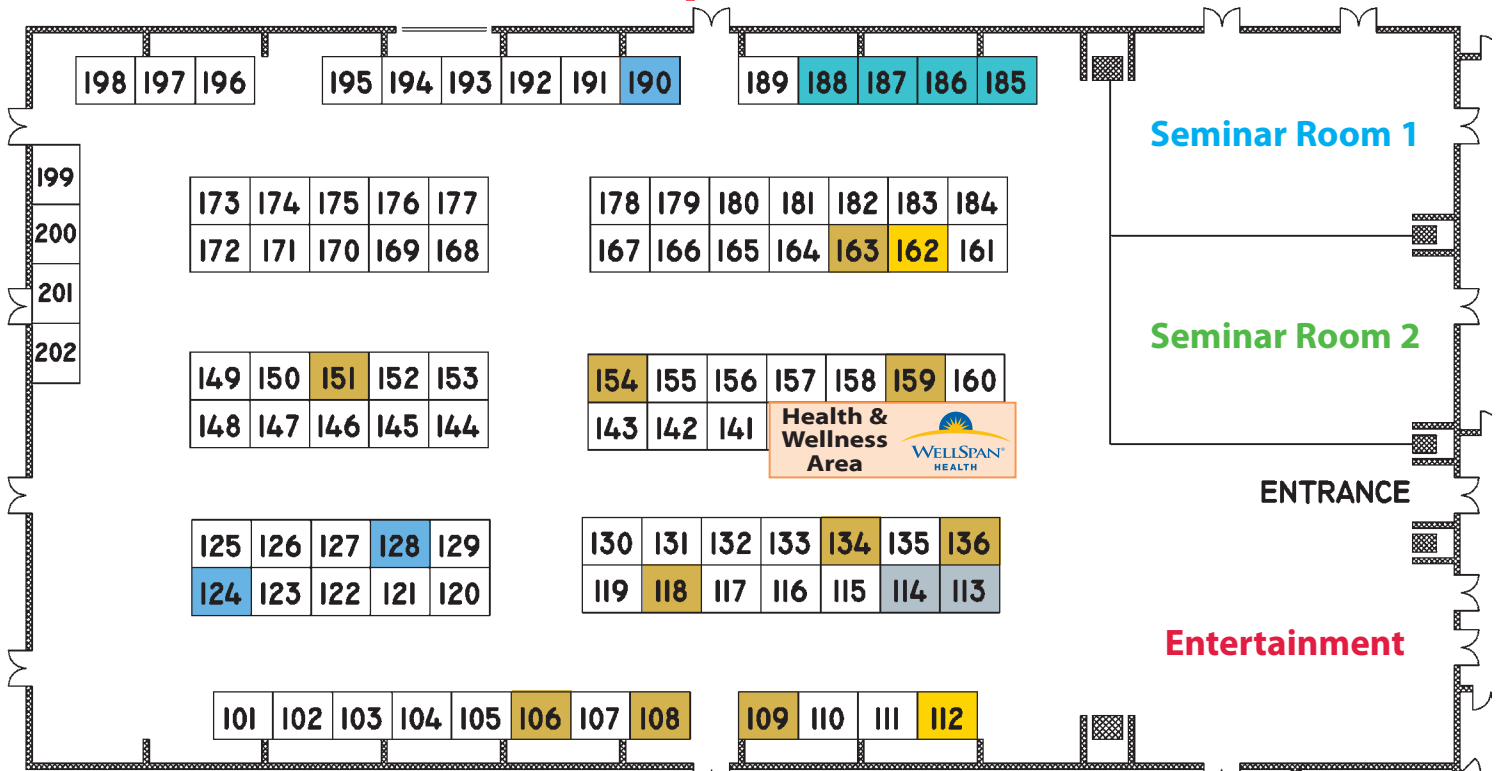 198 197 196 195 194 193 192 191 190 189 188 187 186 185
Seminar Room 1
199
200
201
202
173 174 175 176 177 178 179 180 181 182 183 184
172 171 170 169 168 167 166 165 164 163 162 161
Seminar Room 2
149 150 151 152 153 154 155 156 157 158 159 160
148 147 146 145 144 143 142 141
Health &
Wellness
Area
WELLSPAN®
HEALTH
ENTRANCE
125 126 127 128 129 130 131 132 133 134 135 136
124 123 122 121 120 119 118 117 116 115 114 113
Entertainment
101 102 103 104 105 106 107 108 109 110 111 112